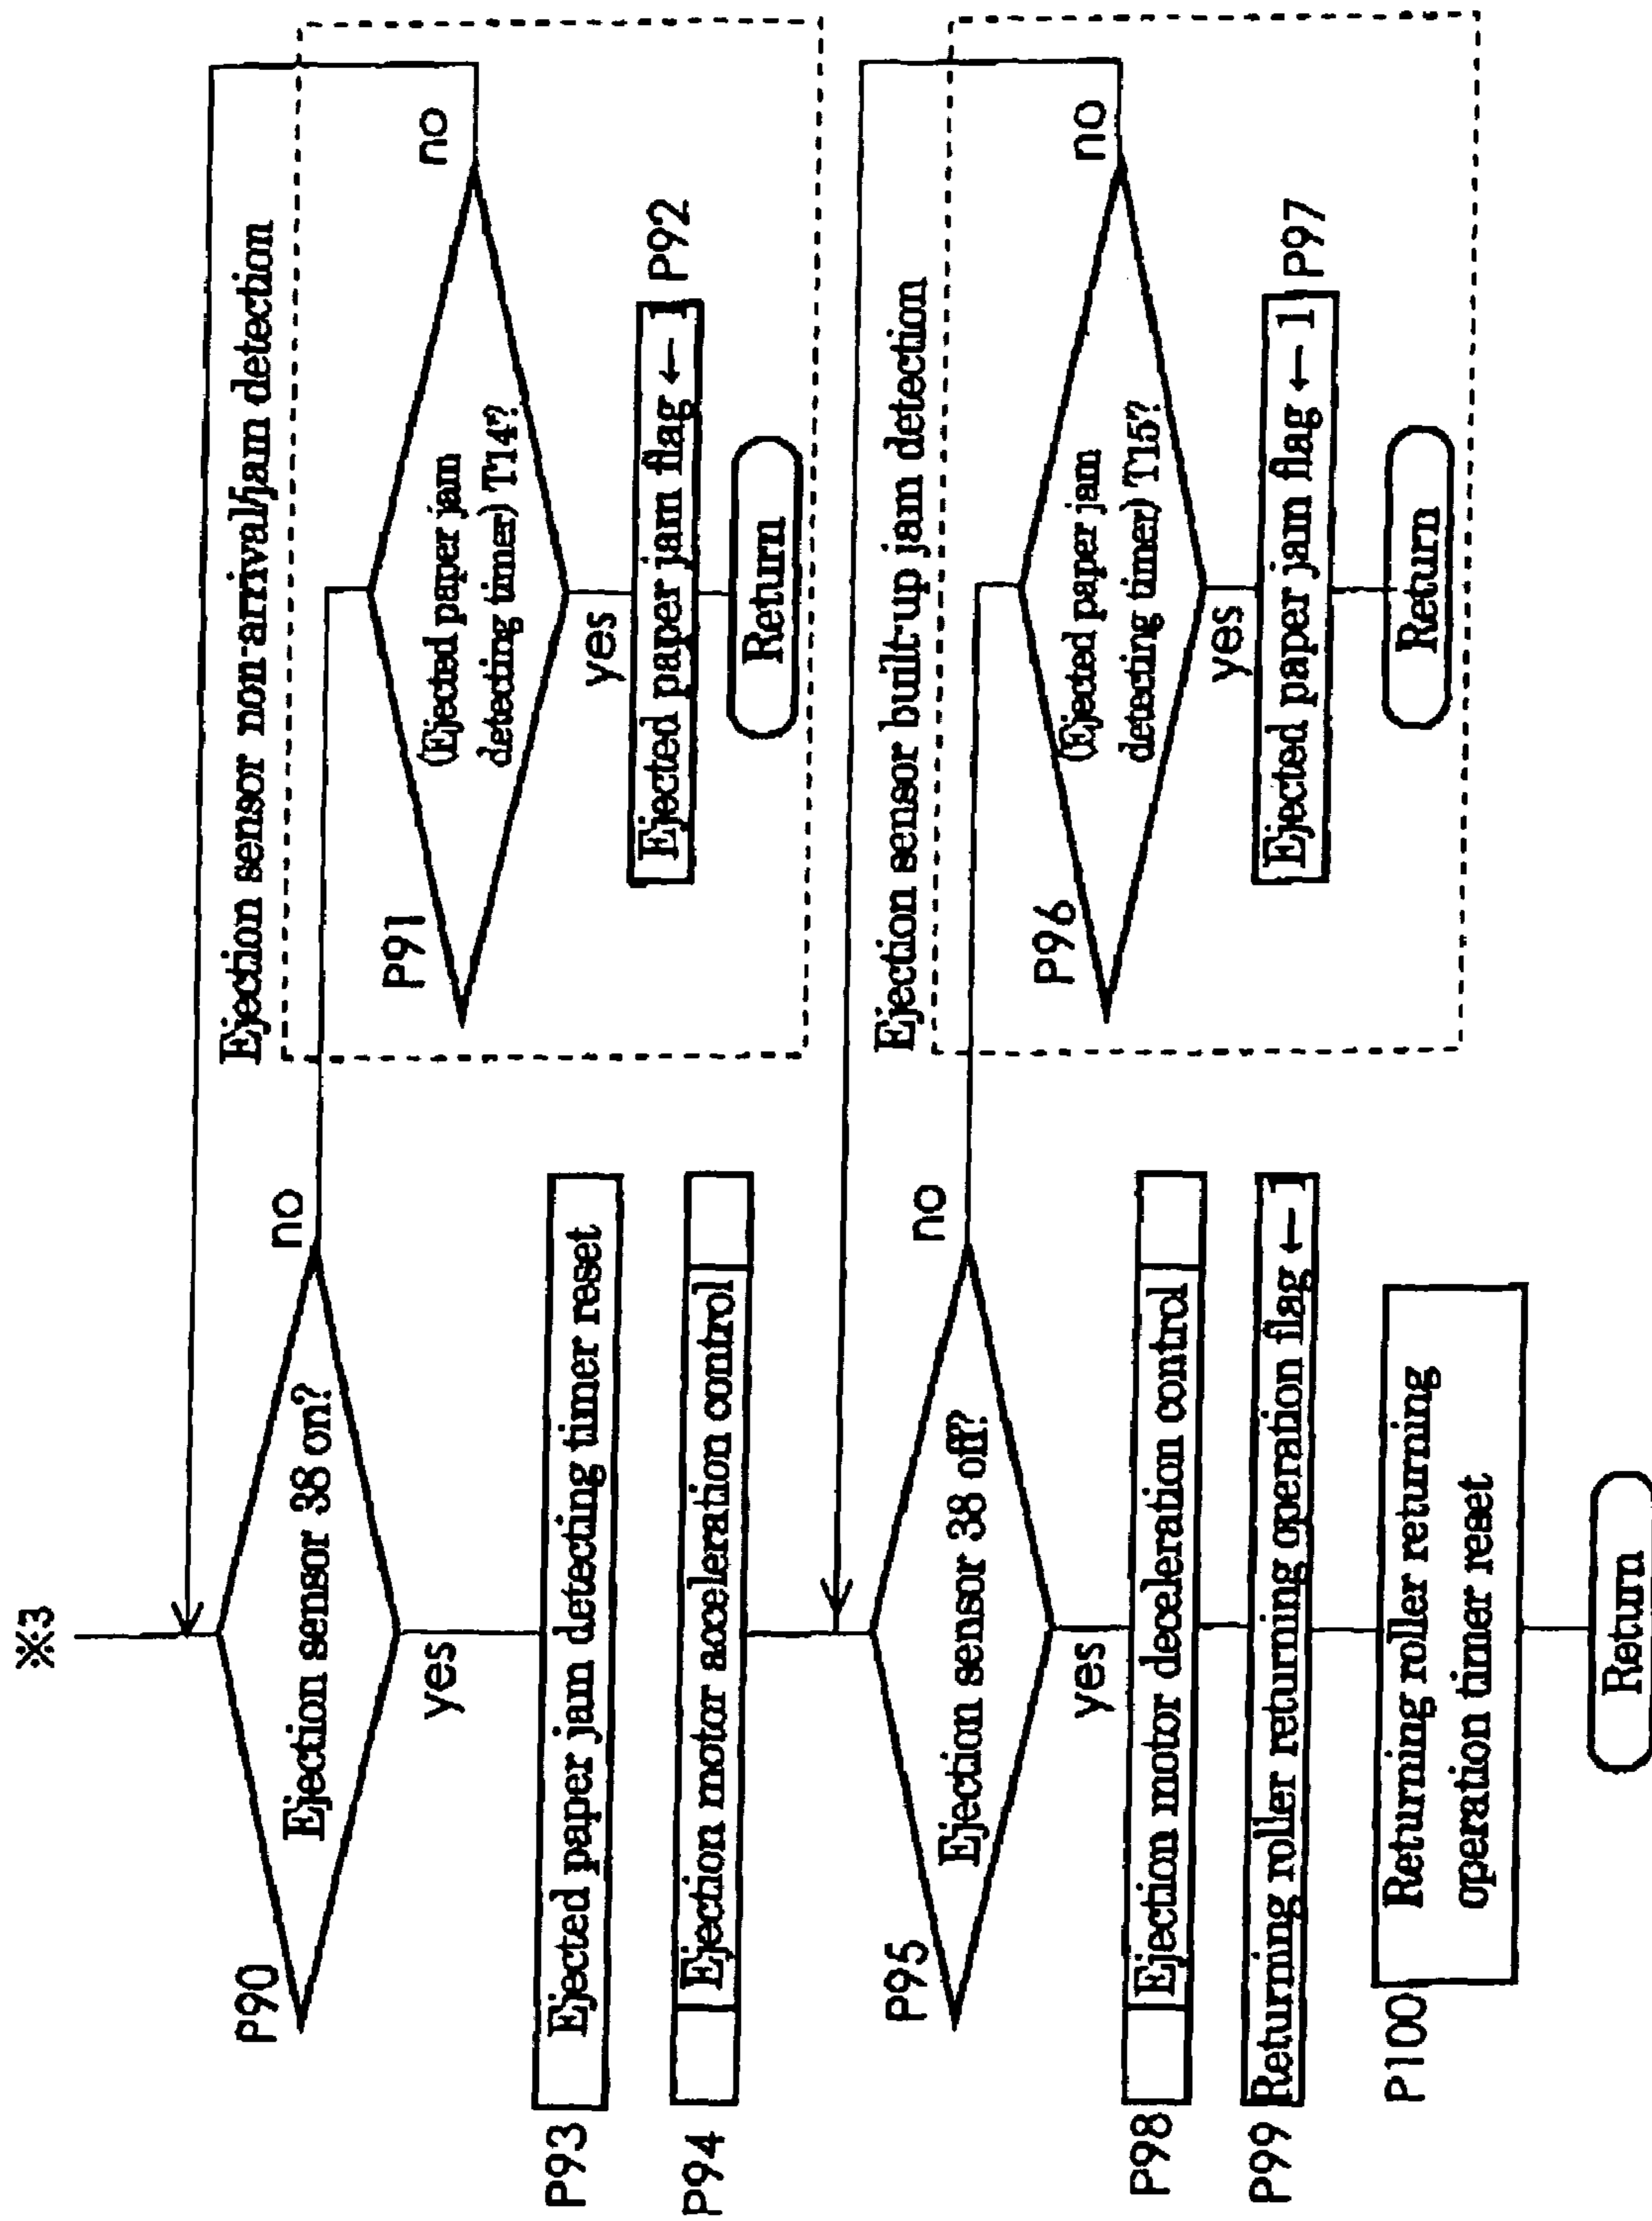 ※3
P90
Ejection sensor 38 on?
no
yes
Ejection sensor non-arrival/jam detection
P91
(Ejected paper jam
detecting timer) T14?
no
yes
Ejected paper jam flag ← 1
P92
Return
P93
Ejected paper jam detecting timer reset
P94
Ejection motor acceleration control
P95
Ejection sensor 38 off?
no
yes
Ejection sensor built-up jam detection
P96
(Ejected paper jam
detecting timer) T15?
no
yes
Ejected paper jam flag ← 1
P97
Return
P98
Ejection motor deceleration control
P99
Returning roller returning operation flag ← 1
P100
Returning roller returning
operation timer reset
Return